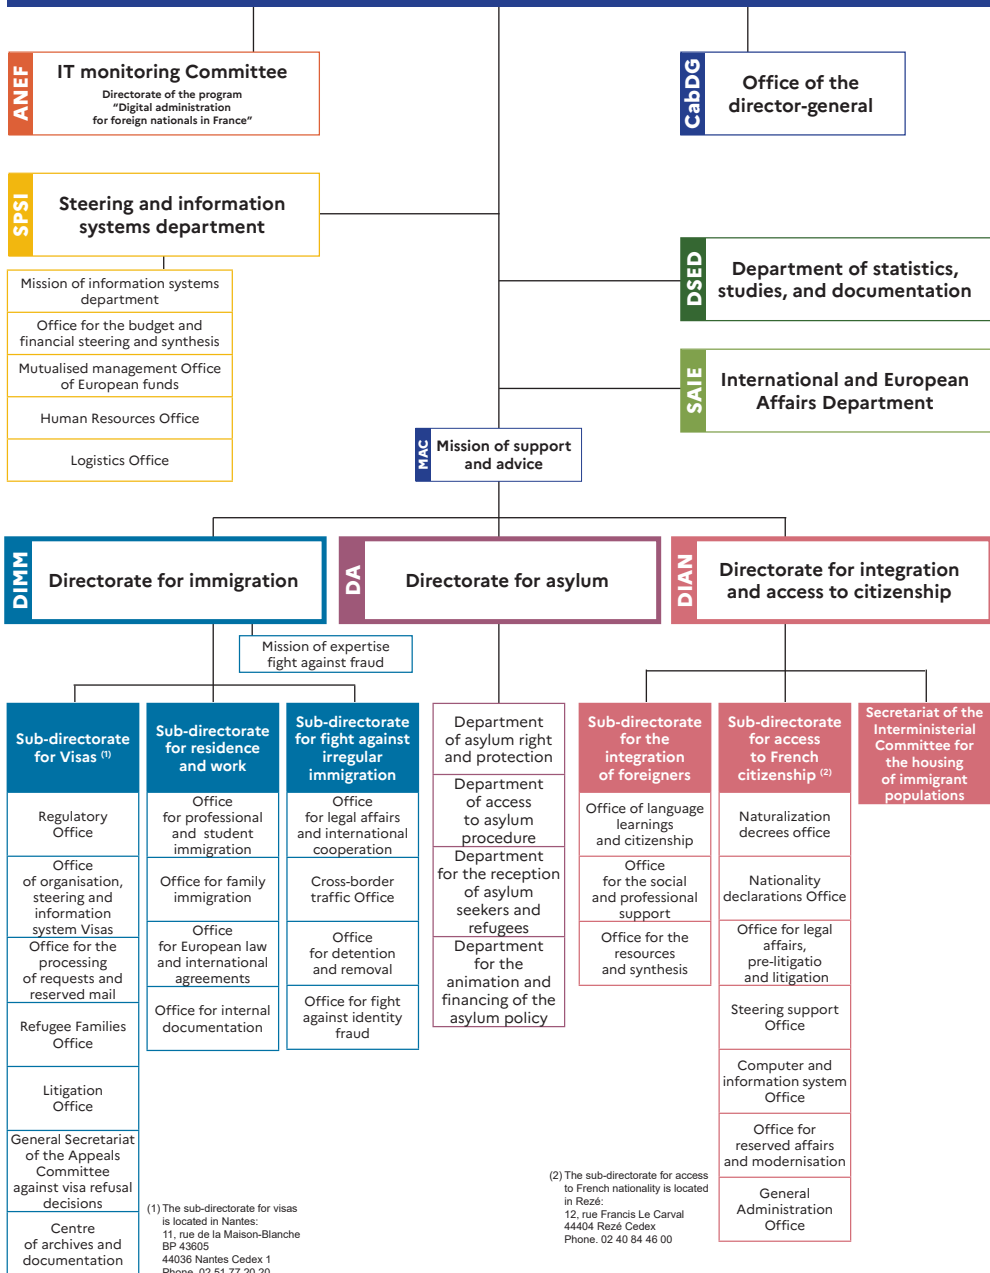 ANEF
IT monitoring Committee
Directorate of the program
“Digital administration
for foreign nationals in France”
CabDG
Office of the
director-general
SPSI
Steering and information
systems department
Mission of information systems
department
Office for the budget and
financial steering and synthesis
Mutualised management Office
of European funds
Human Resources Office
Logistics Office
DSED
Department of statistics,
studies, and documentation
SAIE
International and European
Affairs Department
MAC
Mission of support
and advice
DIMM
Directorate for immigration
DA
Directorate for asylum
DIAN
Directorate for integration
and access to citizenship
Mission of expertise
fight against fraud
Sub-directorate
for Visas (1)
Regulatory
Office
Office
of organisation,
steering and
information
system Visas
Office for the
processing
of requests and
reserved mail
Refugee Families
Office
Litigation
Office
General Secretariat
of the Appeals
Committee
against visa refusal
decisions
Centre
of archives and
documentation
Sub-directorate
for residence
and work
Office
for professional
and student
immigration
Office for family
immigration
Office
for European law
and international
agreements
Office for internal
documentation
Sub-directorate
for fight against
irregular
immigration
Office
for legal affairs
and international
cooperation
Cross-border
traffic Office
Office
for detention
and removal
Office for fight
against identity
fraud
Department
of asylum right
and protection
Department
of access
to asylum
procedure
Department
for the reception
of asylum
seekers and
refugees
Department
for the
animation and
financing of the
asylum policy
Sub-directorate
for the
integration
of foreigners
Office of language
learnings
and citizenship
Office
for the social
and professional
support
Office for the
resources
and synthesis
Sub-directorate
for access
to French
citizenship (2)
Naturalization
decrees office
Nationality
declarations Office
Office for legal
affairs,
pre-litigatio
and litigation
Steering support
Office
Computer and
information system
Office
Office for
reserved affairs
and modernisation
General
Administration
Office
Secretariat of the
Interministerial
Committee for
the housing
of immigrant
populations
(1) The sub-directorate for visas
is located in Nantes:
11, rue de la Maison-Blanche
BP 43605
44036 Nantes Cedex 1
Phone. 02 51 77 20 20
(2) The sub-directorate for access
to French nationality is located
in Rezé:
12, rue Francis Le Carval
44404 Rezé Cedex
Phone. 02 40 84 46 00